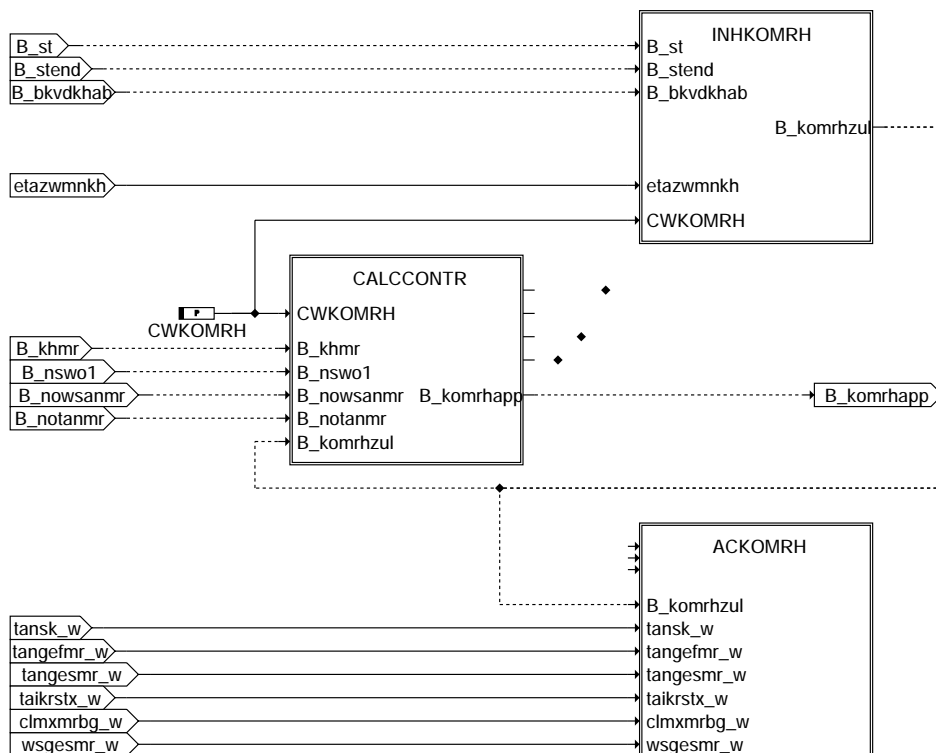 INHKOMRH
B_st
B_st
B_stend
B_stend
B_bkvdkhab
B_bkvdkhab
B_komrhzul
etazwmnkh
etazwmnkh
CWKOMRH
CALCCONTR
P
CWKOMRH
CWKOMRH
B_khmr
B_khmr
B_nswo1
B_nswo1
B_nowsanmr
B_nowsanmr
B_komrhapp
B_komrhapp
B_notanmr
B_notanmr
B_komrhzul
ACKOMRH
B_komrhzul
tansk_w
tansk_w
tangefmr_w
tangefmr_w
tangesmr_w
tangesmr_w
taikrstx_w
taikrstx_w
clmxmrbg_w
clmxmrbg_w
wsgesmr_w
wsgesmr_w